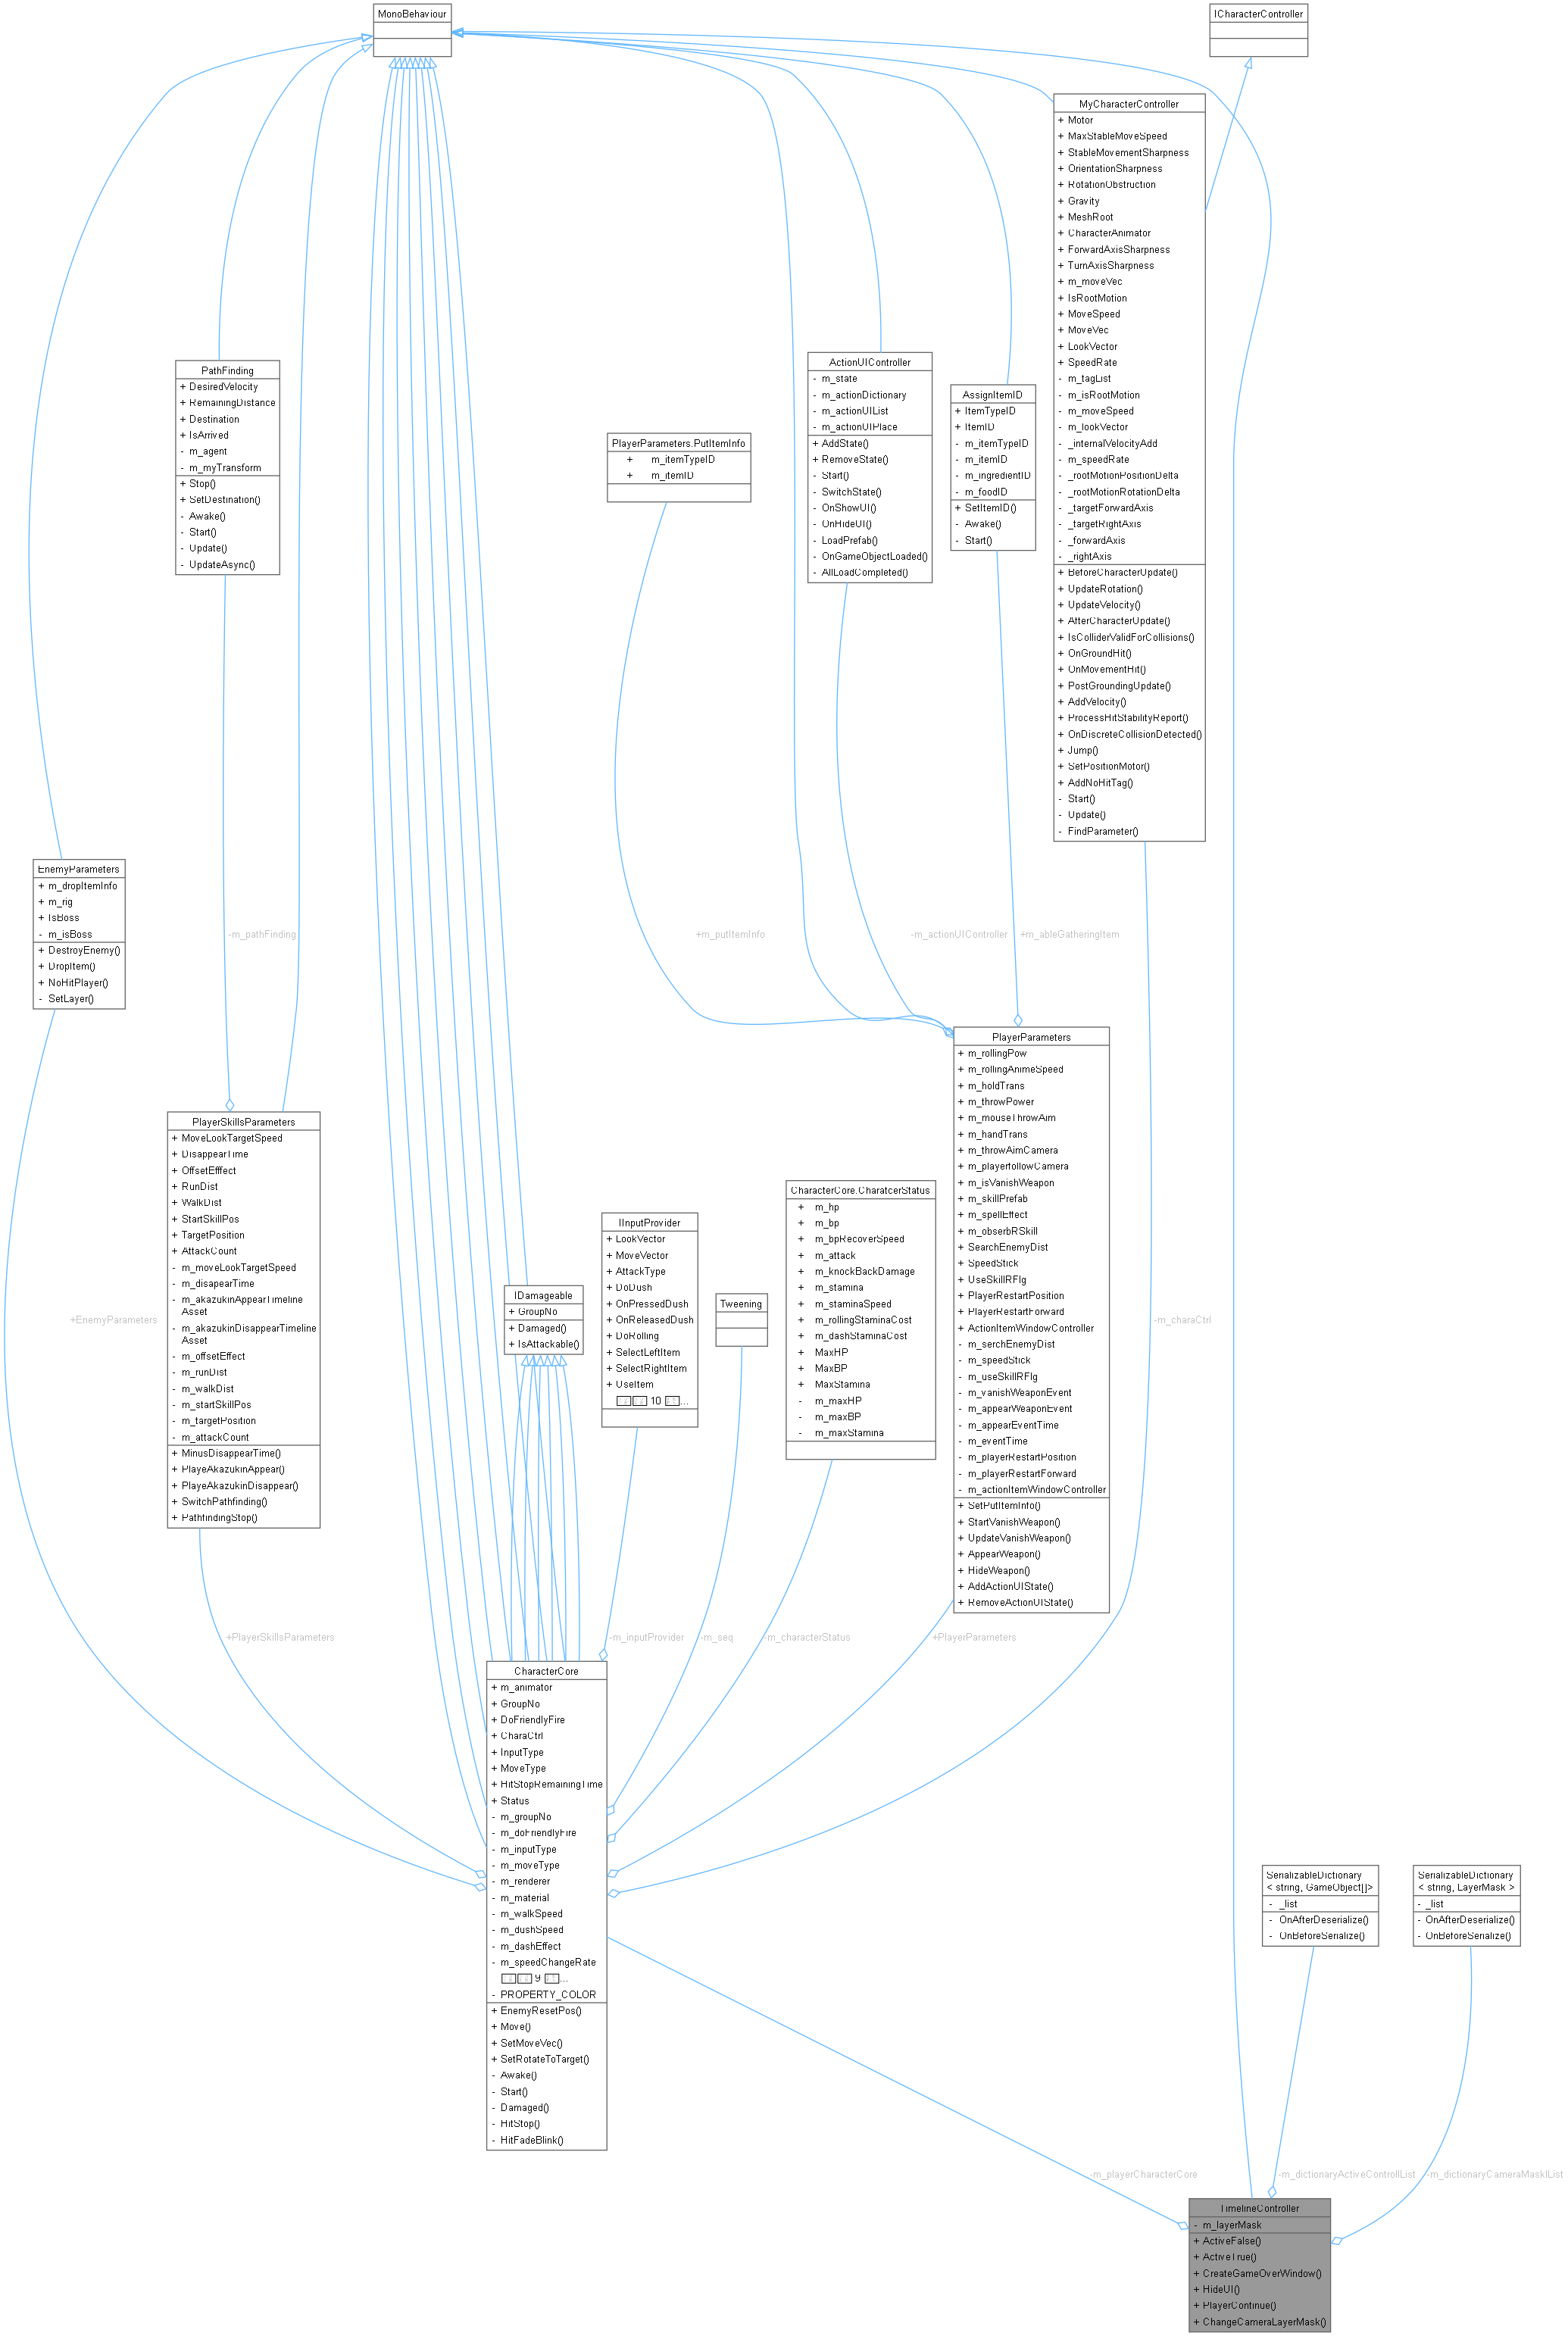 MonoBehaviour
ICharacterController
MyCharacterController
+ Motor
+ MaxStableMoveSpeed
+ StableMovementSharpness
+ OrientationSharpness
+ RotationObstruction
+ Gravity
+ MeshRoot
+ CharacterAnimator
+ ForwardAxisSharpness
+ TurnAxisSharpness
+ m_moveVec
+ IsRootMotion
+ MoveSpeed
+ MoveVec
+ LookVector
+ SpeedRate
- m_tagList
- m_isRootMotion
- m_moveSpeed
- m_lookVector
- _internalVelocityAdd
- m_speedRate
- _rootMotionPositionDelta
- _rootMotionRotationDelta
- _targetForwardAxis
- _targetRightAxis
- _forwardAxis
- _rightAxis
+ BeforeCharacterUpdate()
+ UpdateRotation()
+ UpdateVelocity()
+ AfterCharacterUpdate()
+ IsColliderValidForCollisions()
+ OnGroundHit()
+ OnMovementHit()
+ PostGroundingUpdate()
+ AddVelocity()
+ ProcessHitStabilityReport()
+ OnDiscreteCollisionDetected()
+ Jump()
+ SetPositionMotor()
+ AddNoHitTag()
- Start()
- Update()
- FindParameter()
PathFinding
+ DesiredVelocity
+ RemainingDistance
+ Destination
+ IsArrived
- m_agent
- m_myTransform
+ Stop()
+ SetDestination()
- Awake()
- Start()
- Update()
- UpdateAsync()
ActionUIController
- m_state
- m_actionDictionary
- m_actionUIList
- m_actionUIPlace
+ AddState()
+ RemoveState()
- Start()
- SwitchState()
- OnShowUI()
- OnHideUI()
- LoadPrefab()
- OnGameObjectLoaded()
- AllLoadCompleted()
AssignItemID
+ ItemTypeID
+ ItemID
- m_itemTypeID
- m_itemID
- m_ingredientID
- m_foodID
+ SetItemID()
- Awake()
- Start()
PlayerParameters.PutItemInfo
+ m_itemTypeID
+ m_itemID
EnemyParameters
+ m_dropItemInfo
+ m_rig
+ IsBoss
- m_isBoss
+ DestroyEnemy()
+ DropItem()
+ NoHitPlayer()
- SetLayer()
-m_pathFinding
+m_putItemInfo
-m_actionUIController
+m_ableGatheringItem
PlayerParameters
+ m_rollingPow
+ m_rollingAnimeSpeed
+ m_holdTrans
+ m_throwPower
+ m_mouseThrowAim
+ m_handTrans
+ m_throwAimCamera
+ m_playerfollowCamera
+ m_isVanishWeapon
+ m_skillPrefab
+ m_spellEffect
+ m_obserbRSkill
+ SearchEnemyDist
+ SpeedStick
+ UseSkillRFlg
+ PlayerRestartPosition
+ PlayerRestartForward
+ ActionItemWindowController
- m_serchEnemyDist
- m_speedStick
- m_useSkillRFlg
- m_vanishWeaponEvent
- m_appearWeaponEvent
- m_appearEventTime
- m_eventTime
- m_playerRestartPosition
- m_playerRestartForward
- m_actionItemWindowController
+ SetPutItemInfo()
+ StartVanishWeapon()
+ UpdateVanishWeapon()
+ AppearWeapon()
+ HideWeapon()
+ AddActionUIState()
+ RemoveActionUIState()
PlayerSkillsParameters
+ MoveLookTargetSpeed
+ DisappearTime
+ OffsetEfffect
+ RunDist
+ WalkDist
+ StartSkillPos
+ TargetPosition
+ AttackCount
- m_moveLookTargetSpeed
- m_disapearTime
- m_akazukinAppearTimeline
Asset
- m_akazukinDisappearTimeline
Asset
- m_offsetEffect
- m_runDist
- m_walkDist
- m_startSkillPos
- m_targetPosition
- m_attackCount
+ MinusDisappearTime()
+ PlayeAkazukinAppear()
+ PlayeAkazukinDisappear()
+ SwitchPathfinding()
+ PathfindingStop()
CharacterCore.CharatcerStatus
+ m_hp
+ m_bp
+ m_bpRecoverSpeed
+ m_attack
+ m_knockBackDamage
+ m_stamina
+ m_staminaSpeed
+ m_rollingStaminaCost
+ m_dashStaminaCost
+ MaxHP
+ MaxBP
+ MaxStamina
- m_maxHP
- m_maxBP
- m_maxStamina
IInputProvider
+ LookVector
+ MoveVector
+ AttackType
+ DoDush
+ OnPressedDush
+ OnReleasedDush
+ DoRolling
+ SelectLeftItem
+ SelectRightItem
+ UseItem
10 ...
IDamageable
+ GroupNo
+ Damaged()
+ IsAttackable()
Tweening
+EnemyParameters
-m_charaCtrl
+PlayerSkillsParameters
-m_inputProvider
-m_seq
-m_characterStatus
+PlayerParameters
CharacterCore
+ m_animator
+ GroupNo
+ DoFriendlyFire
+ CharaCtrl
+ InputType
+ MoveType
+ HitStopRemainingTime
+ Status
- m_groupNo
- m_doFriendlyFire
- m_inputType
- m_moveType
- m_renderer
- m_material
- m_walkSpeed
- m_dushSpeed
- m_dashEffect
- m_speedChangeRate
9 ...
- PROPERTY_COLOR
+ EnemyResetPos()
+ Move()
+ SetMoveVec()
+ SetRotateToTarget()
- Awake()
- Start()
- Damaged()
- HitStop()
- HitFadeBlink()
SerializableDictionary
< string, GameObject[]>
- _list
- OnAfterDeserialize()
- OnBeforeSerialize()
SerializableDictionary
< string, LayerMask >
- _list
- OnAfterDeserialize()
- OnBeforeSerialize()
-m_playerCharacterCore
-m_dictionaryActiveControllList
-m_dictionaryCameraMasklList
TimelineController
- m_layerMask
+ ActiveFalse()
+ ActiveTrue()
+ CreateGameOverWindow()
+ HideUI()
+ PlayerContinue()
+ ChangeCameraLayerMask()